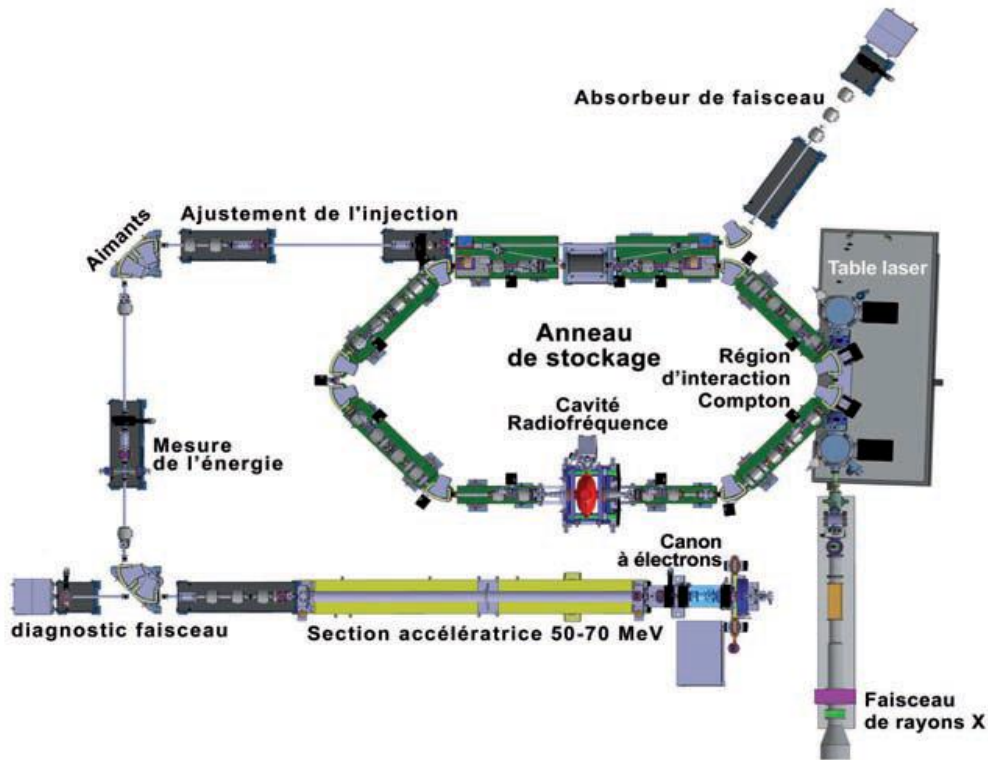 Absorbeur de faisceau
Ajustement de l'injection
Aimants
Table laser
Anneau
de stockage
Région
d'interaction
Compton
Cavité
Radiofréquence
Mesure
de l'énergie
Canon
à électrons
diagnostic faisceau
Section accélératrice 50-70 MeV
Faisceau
de rayons X